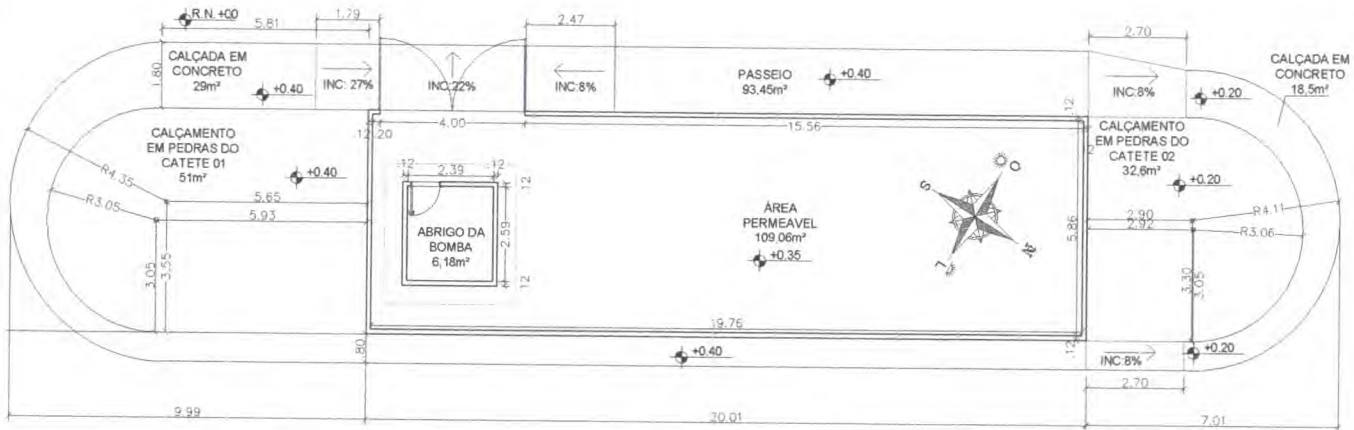 R.N. +00
5.81
1.79
2.47
2.70
CALÇADA EM
CONCRETO
29m²
1.80
+0.40
INC: 27%
INC:22%
INC:8%
PASSEIO
93.45m²
+0.40
INC:8%
+0.20
CALÇADA EM
CONCRETO
18,5m²
.12
.12
.20
4.00
15.56
CALÇAMENTO
EM PEDRAS DO
CATETE 01
51m²
+0.40
CALÇAMENTO
EM PEDRAS DO
CATETE 02
32,6m²
+0.20
.12
2.39
.12
12
ABRIGO DA
BOMBA
6,18m²
2.59
12
ÁREA
PERMEAVEL
109,06m²
+0.35
S
O
L
N
5.86
R4.35
R3.05
5.65
5.93
3.05
3.55
2.90
2.92
R4.11
R3.06
3.30
3.05
19.76
.80
+0.40
.12
INC:8%
+0.20
2.70
9.99
20.01
7.01